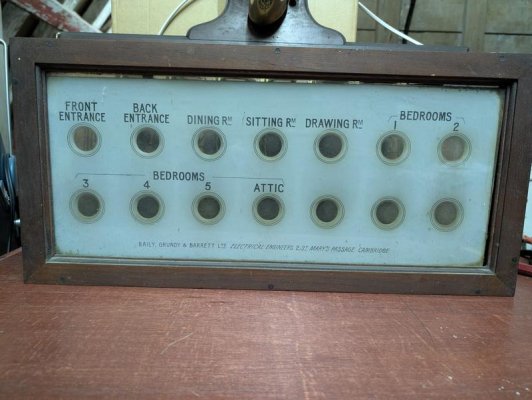 FRONT ENTRANCE
BACK ENTRANCE
DINING RM
SITTING RM
DRAWING RM
BEDROOMS
1 2
BEDROOMS
3 4 5
ATTIC
BAILY, GRUNDY & BARRETT LTD. ELECTRICAL ENGINEERS 2, ST MARY'S PASSAGE, CAMBRIDGE